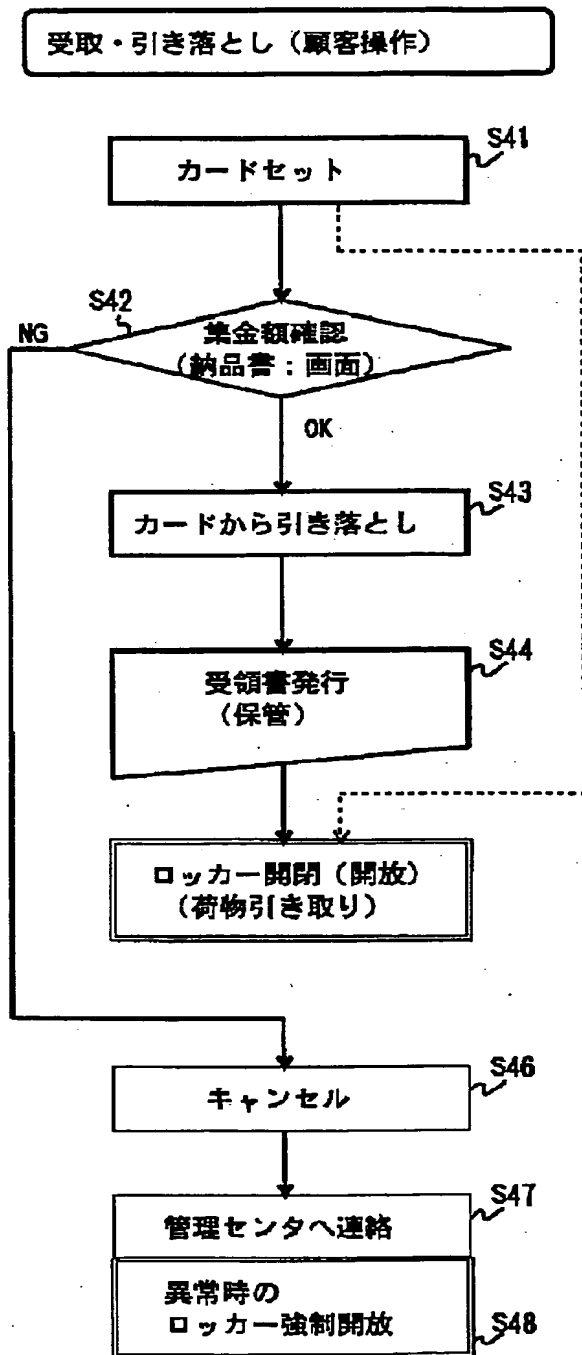 受取・引き落とし（顧客操作）
S41
カードセット
S42
NG
集金額確認
（納品書：画面）
OK
S43
カードから引き落とし
S44
受領書発行
（保管）
ロッカー開閉（開放）
（荷物引き取り）
S46
キャンセル
S47
管理センタへ連絡
異常時の
ロッカー強制開放
S48